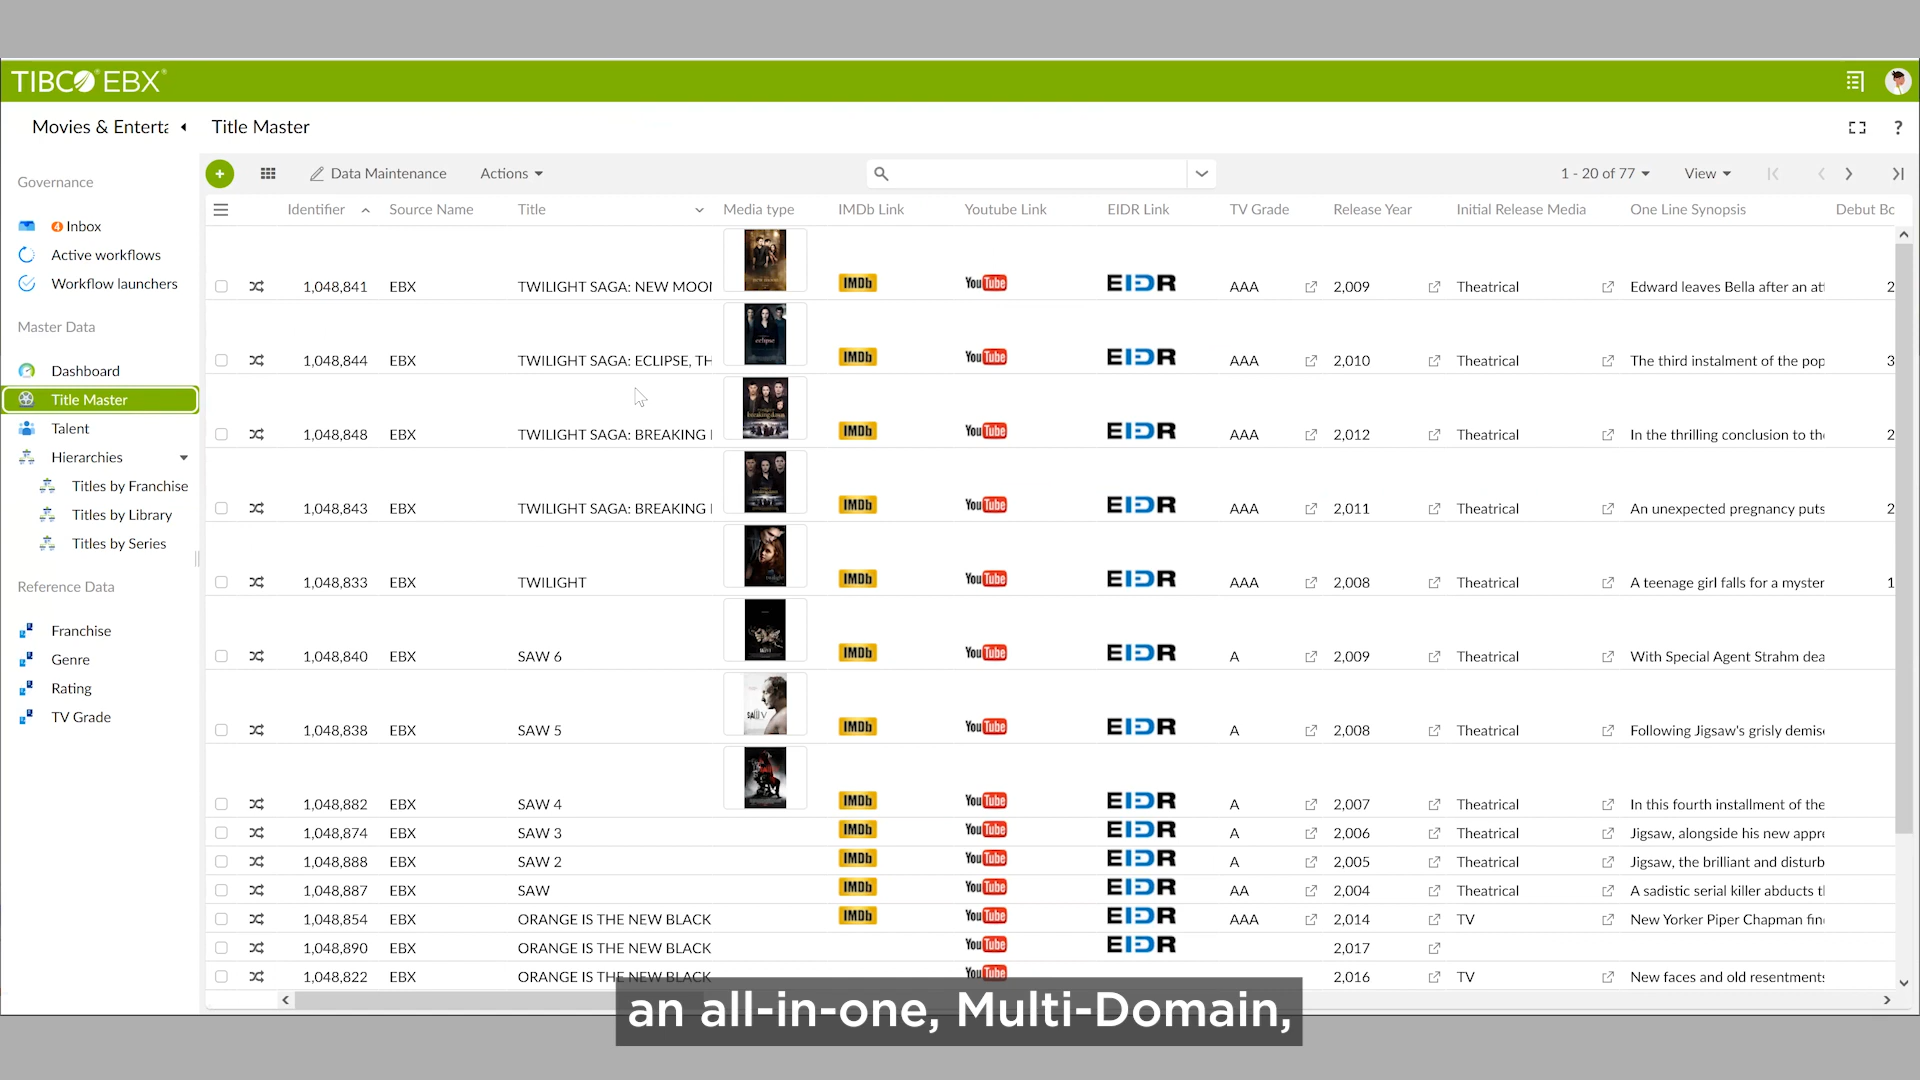 TIBCO EBX
Movies & Enterta
Title Master
Data Maintenance
Actions
1 - 20 of 77
View
Governance
Inbox
Active workflows
Workflow launchers
Master Data
Dashboard
Title Master
Talent
Hierarchies
Titles by Franchise
Titles by Library
Titles by Series
Reference Data
Franchise
Genre
Rating
TV Grade
Identifier Source Name Title Media type IMDb Link Youtube Link EIDR Link TV Grade Release Year Initial Release Media One Line Synopsis Debut Bc
1,048,841 EBX TWILIGHT SAGA: NEW MOO IMDb YouTube EIDR AAA 2,009 Theatrical Edward leaves Bella after an at 2
1,048,844 EBX TWILIGHT SAGA: ECLIPSE, TH IMDb YouTube EIDR AAA 2,010 Theatrical The third instalment of the pop 3
1,048,848 EBX TWILIGHT SAGA: BREAKING IMDb YouTube EIDR AAA 2,012 Theatrical In the thrilling conclusion to the 2
1,048,843 EBX TWILIGHT SAGA: BREAKING IMDb YouTube EIDR AAA 2,011 Theatrical An unexpected pregnancy puts 2
1,048,833 EBX TWILIGHT IMDb YouTube EIDR AAA 2,008 Theatrical A teenage girl falls for a myster 1
1,048,840 EBX SAW 6 IMDb YouTube EIDR A 2,009 Theatrical With Special Agent Strahm dea
1,048,838 EBX SAW 5 IMDb YouTube EIDR A 2,008 Theatrical Following Jigsaw's grisly demise
1,048,882 EBX SAW 4 IMDb YouTube EIDR A 2,007 Theatrical In this fourth installment of the
1,048,874 EBX SAW 3 IMDb YouTube EIDR A 2,006 Theatrical Jigsaw, alongside his new appre
1,048,888 EBX SAW 2 IMDb YouTube EIDR A 2,005 Theatrical Jigsaw, the brilliant and disturb
1,048,887 EBX SAW IMDb YouTube EIDR AA 2,004 Theatrical A sadistic serial killer abducts t
1,048,854 EBX ORANGE IS THE NEW BLACK IMDb YouTube EIDR AAA 2,014 TV New Yorker Piper Chapman fin
1,048,890 EBX ORANGE IS THE NEW BLACK YouTube EIDR 2,017
1,048,822 EBX ORANGE IS THE NEW BLACK YouTube 2,016 TV New faces and old resentments
an all-in-one, Multi-Domain,